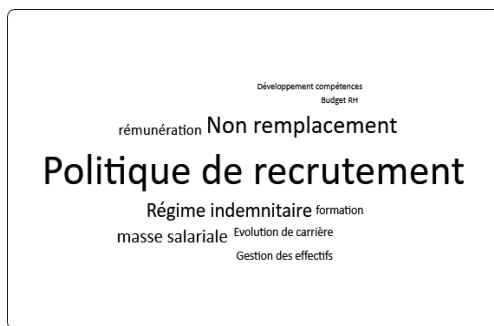 Développement compétences
Budget RH
rémunération Non remplacement
Politique de recrutement
Régime indemnitaire formation
masse salariale Evolution de carrière
Gestion des effectifs